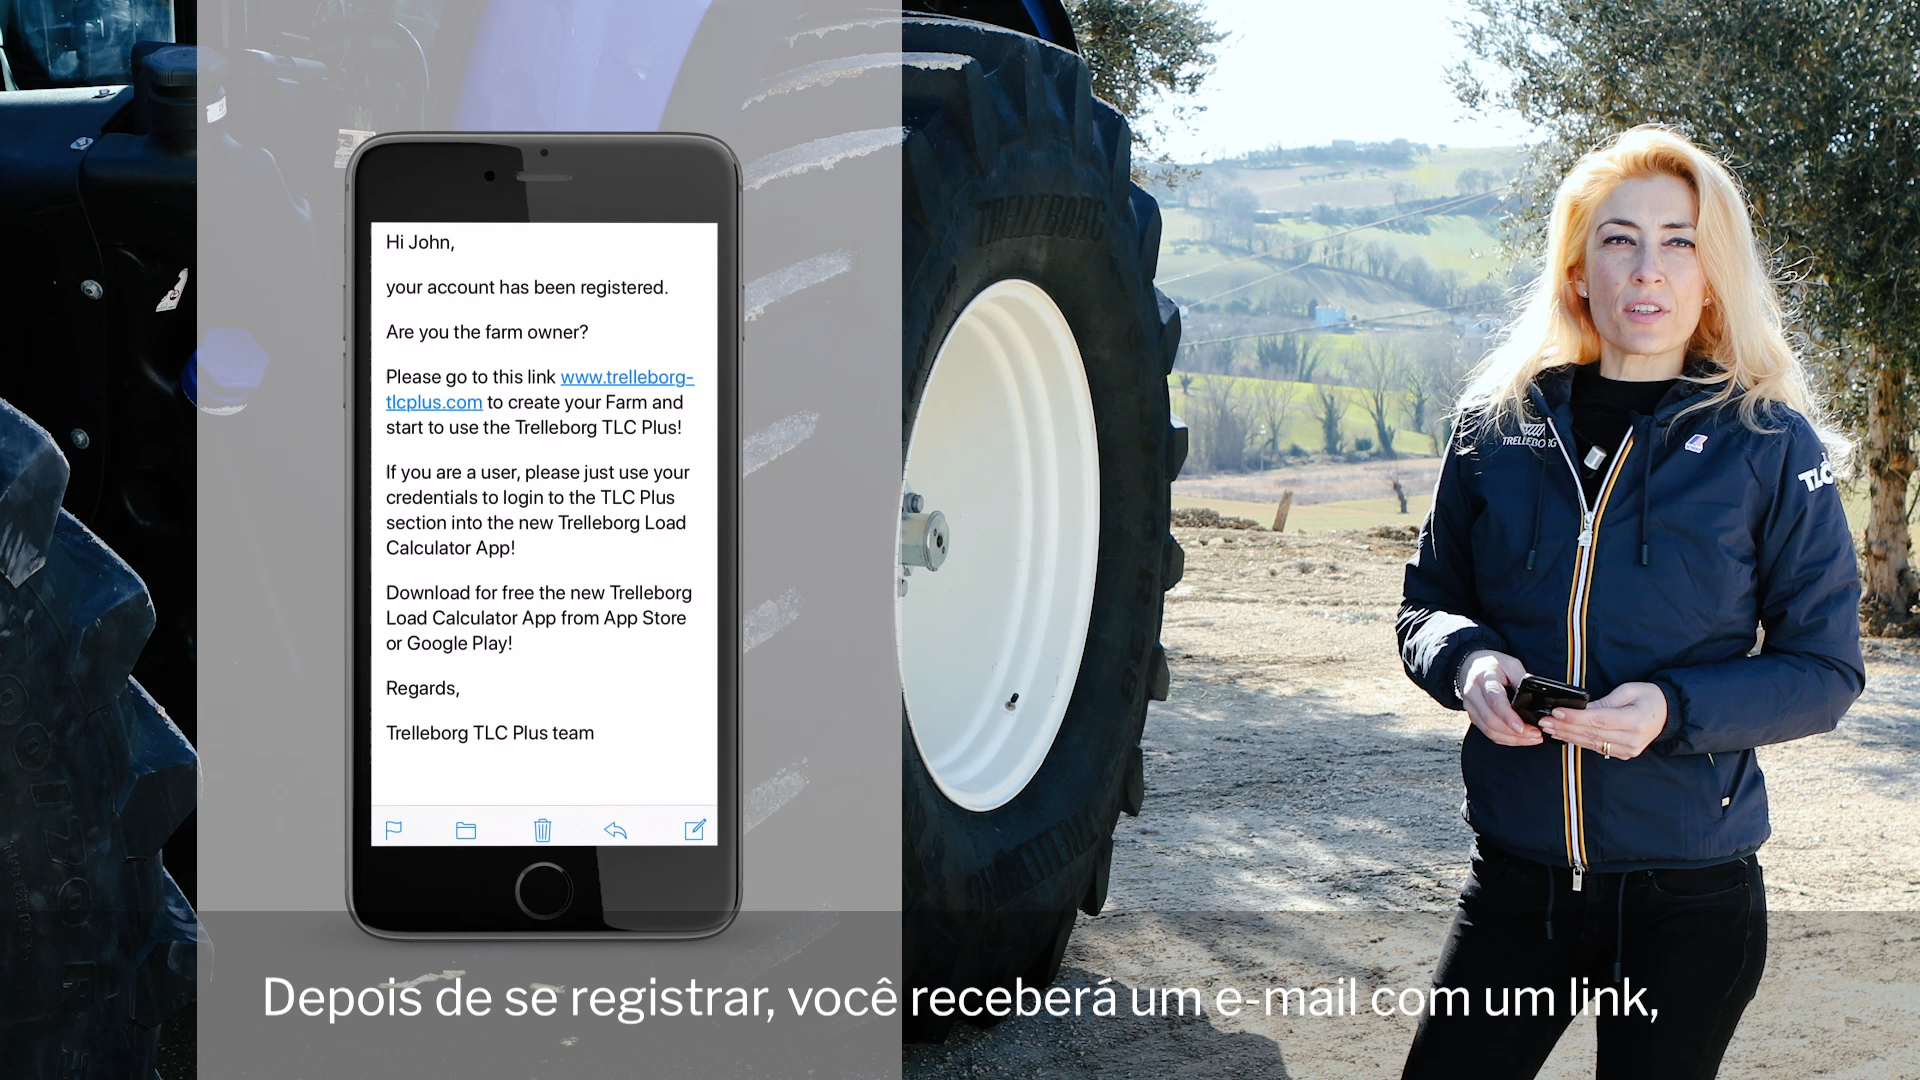 Hi John,
your account has been registered.
Are you the farm owner?
Please go to this link www.trelleborg-
tlcplus.com to create your Farm and
start to use the Trelleborg TLC Plus!
If you are a user, please just use your
credentials to login to the TLC Plus
section into the new Trelleborg Load
Calculator App!
Download for free the new Trelleborg
Load Calculator App from App Store
or Google Play!
Regards,
Trelleborg TLC Plus team
TRELLEBORG
TRELLEBORG
TRELLEBORG
TLC
Depois de se registrar, você receberá um e-mail com um link,